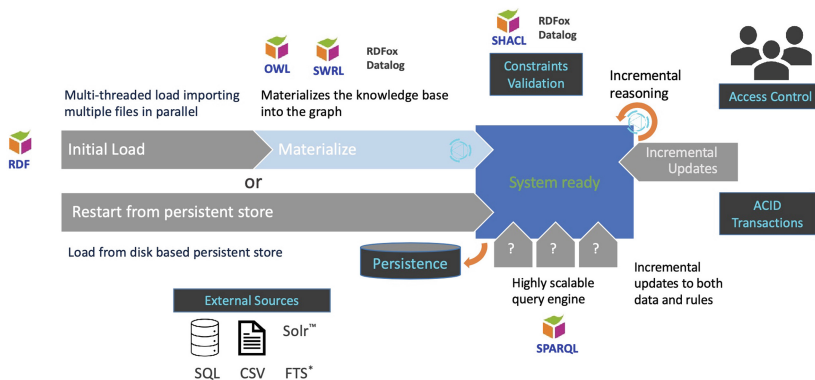 SHACL
RDFox
Datalog
OWL
SWRL
RDFox
Datalog
Constraints
Validation
Incremental
reasoning
Access Control
Multi-threaded load importing
multiple files in parallel
Materializes the knowledge base
into the graph
RDF
Initial Load
Materialize
System ready
Incremental
Updates
or
Restart from persistent store
ACID
Transactions
Load from disk based persistent store
Persistence
? ? ?
Highly scalable
query engine
Incremental
updates to both
data and rules
SPARQL
External Sources
Solr™
SQL
CSV
FTS*